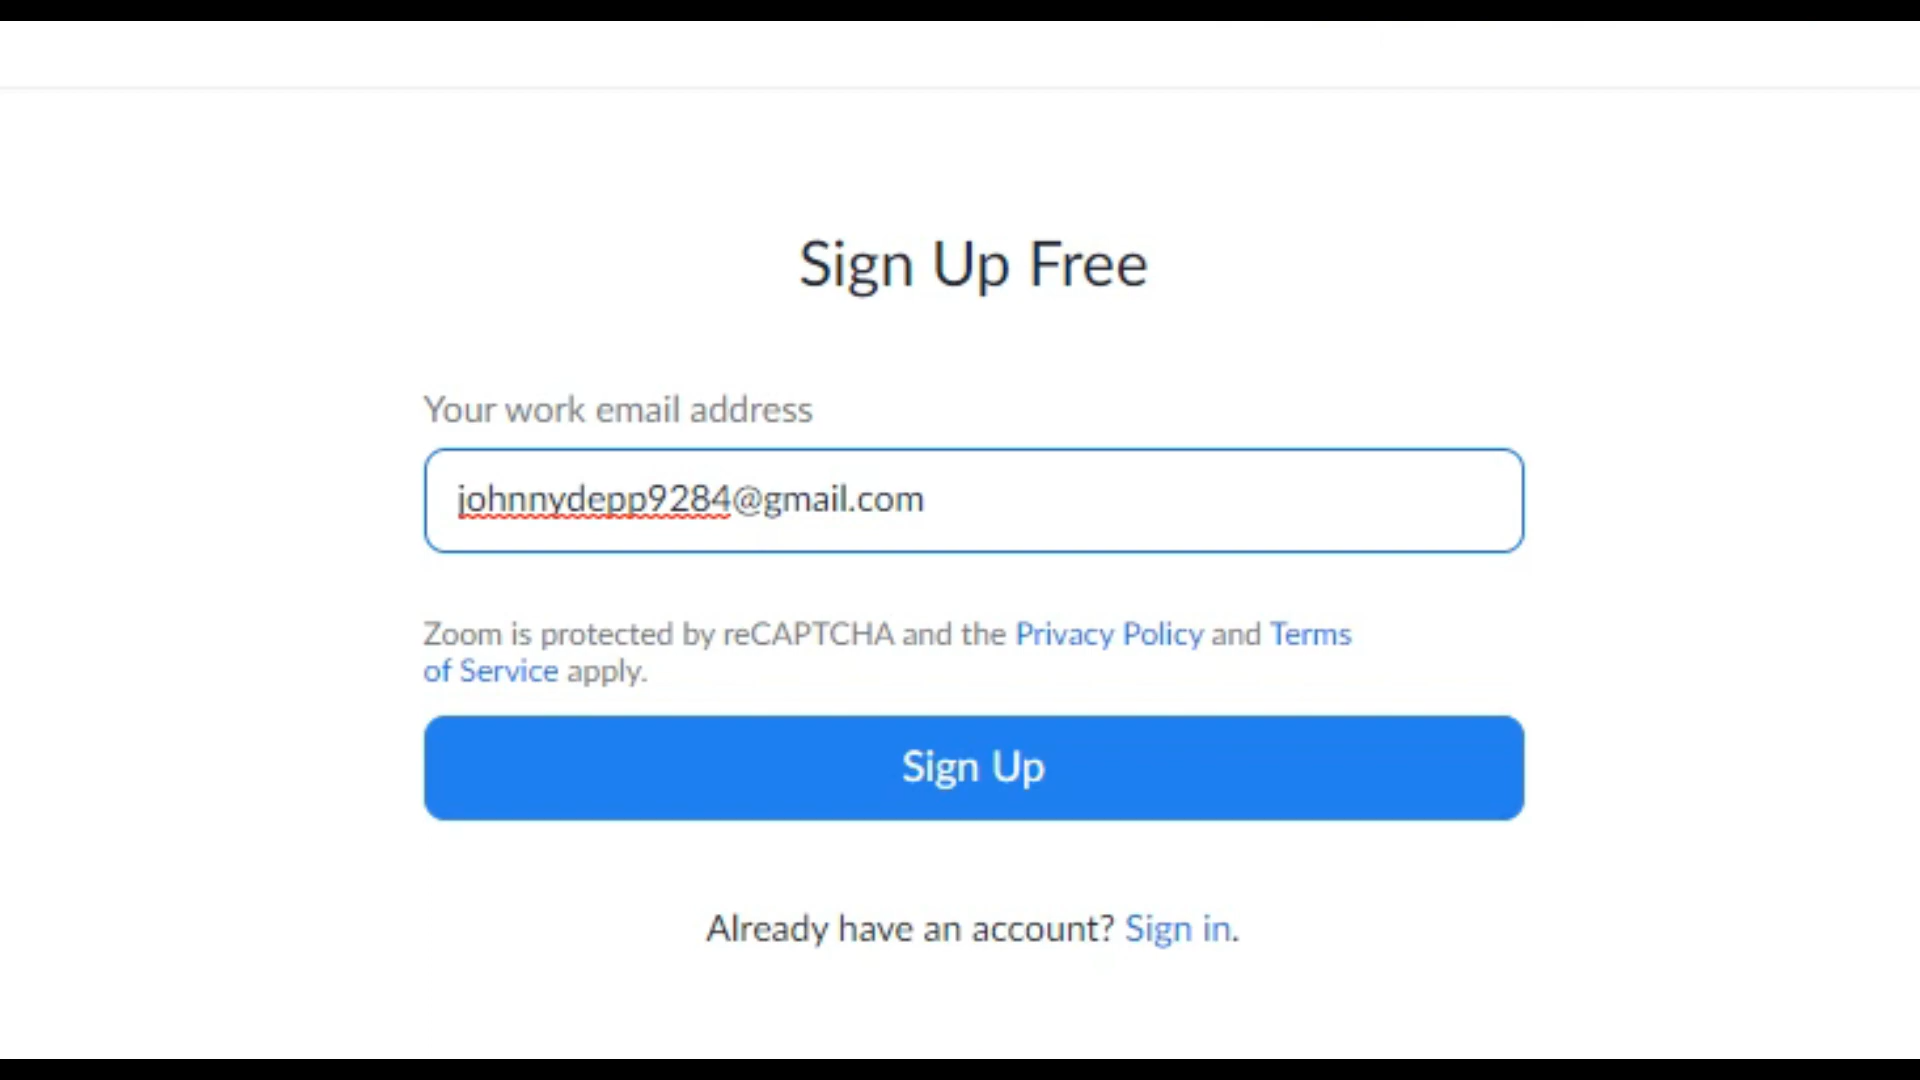 Sign Up Free
Your work email address
johnnydepp9284@gmail.com
Zoom is protected by reCAPTCHA and the Privacy Policy and Terms
of Service apply.
Sign Up
Already have an account? Sign in.